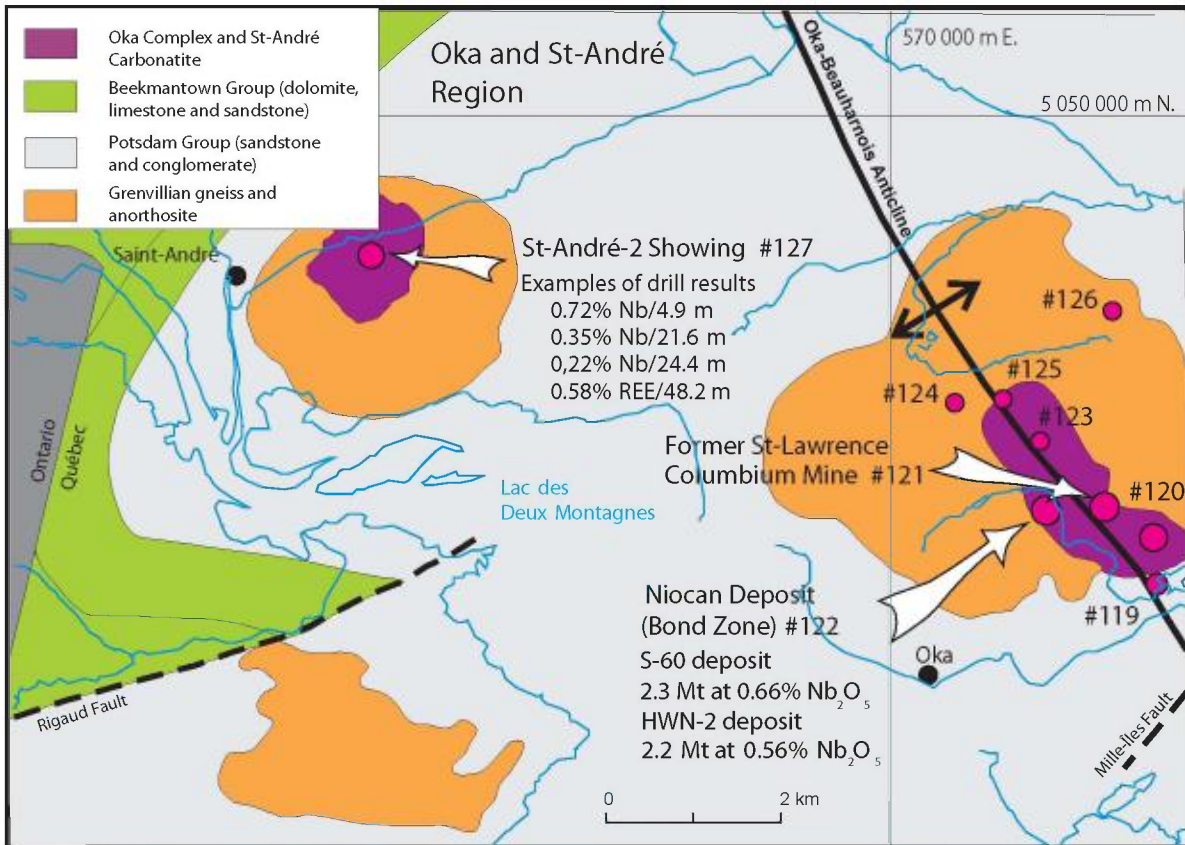 Oka Complex and St-André
Carbonatite
Beekmantown Group (dolomite,
limestone and sandstone)
Potsdam Group (sandstone
and conglomerate)
Grenvillian gneiss and
anorthosite
Oka and St-André
Region
570 000 m E.
5 050 000 m N.
Oka-Beauharnois Anticline
Saint-André
St-André-2 Showing #127
Examples of drill results
0.72% Nb/4.9 m
0.35% Nb/21.6 m
0,22% Nb/24.4 m
0.58% REE/48.2 m
#126
#125
#124
#123
Former St-Lawrence
Columbium Mine #121
#120
Ontario
Québec
Lac des
Deux Montagnes
Niocan Deposit
(Bond Zone) #122
S-60 deposit
2.3 Mt at 0.66% Nb₂O₅
HWN-2 deposit
2.2 Mt at 0.56% Nb₂O₅
#119
Oka
Rigaud Fault
Mille-Îles Fault
0 2 km